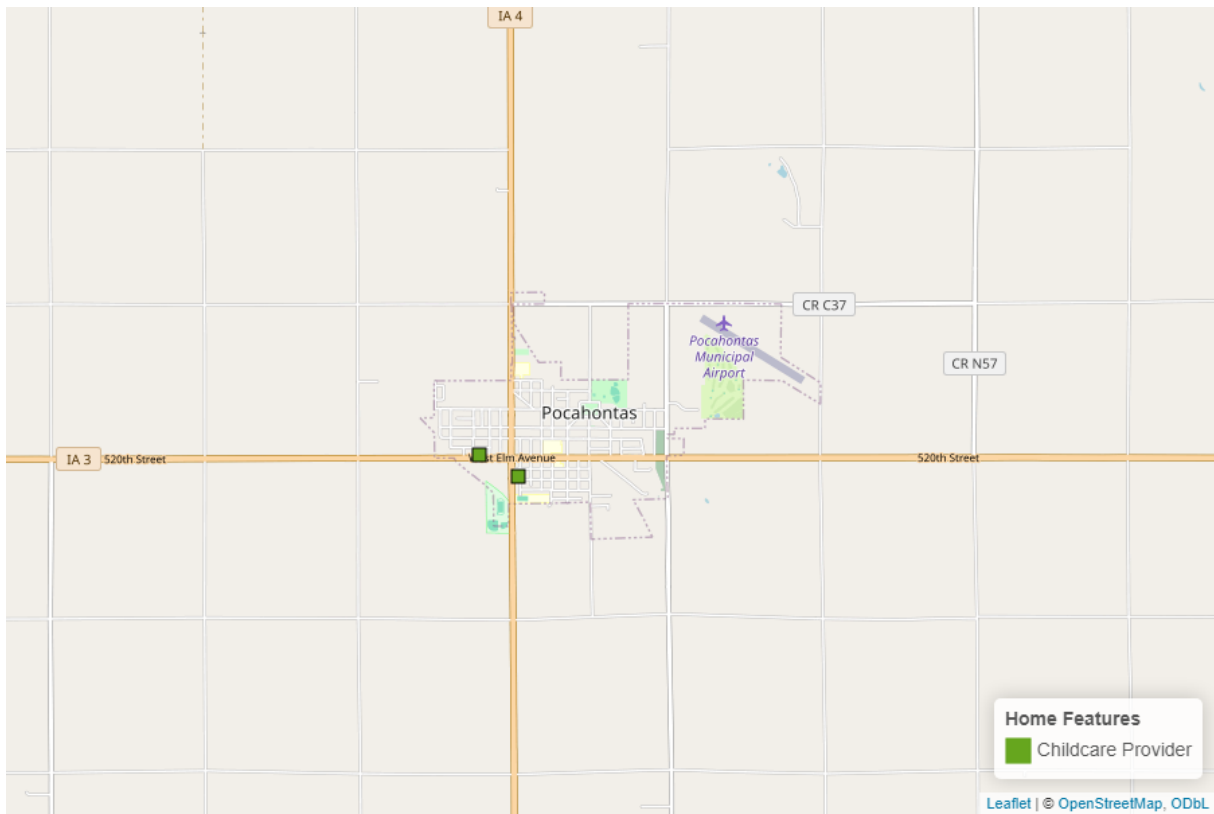 IA 4
CR C37
Pocahontas
Municipal
Airport
CR N57
Pocahontas
IA 3
520th Street
st Elm Avenue
520th Street
Home Features
Childcare Provider
Leaflet | © OpenStreetMap, ODbL